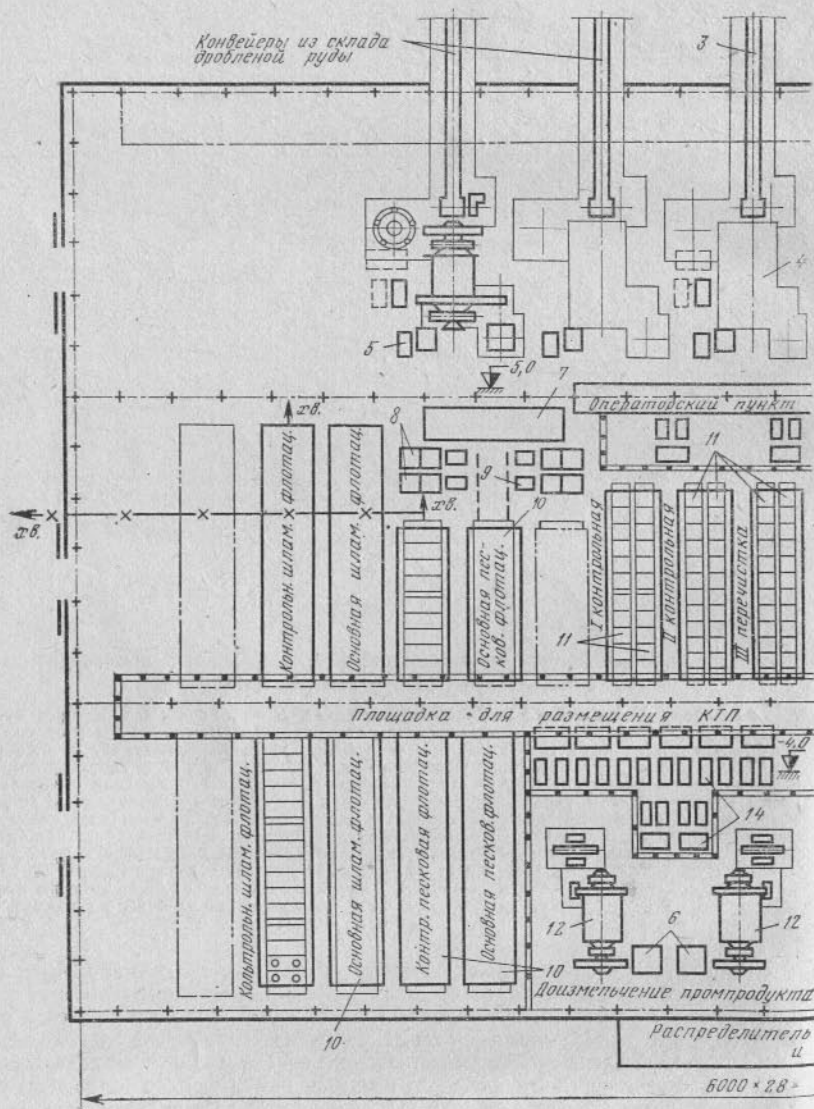 Конвейеры из склада
дробленой руды
3
4
5
5,0
7
Операторский пункт
хв.
8
9
хв.
10
11
хв.
Контрольн. шлам. флотац.
Основная шлам. флотац.
Основная пес-
ков. флотац.
I контрольная
II контрольная
III перечистка
11
Площадка для размещения КТП
-4,0
14
Кольтрольн. шлам. флотац.
Основная шлам. флотац.
Контр. песковая флотац.
Основная песков. флотац.
12
6
12
10
10
Доизмельчение промпродукта
Распределитель
и
6000 × 28